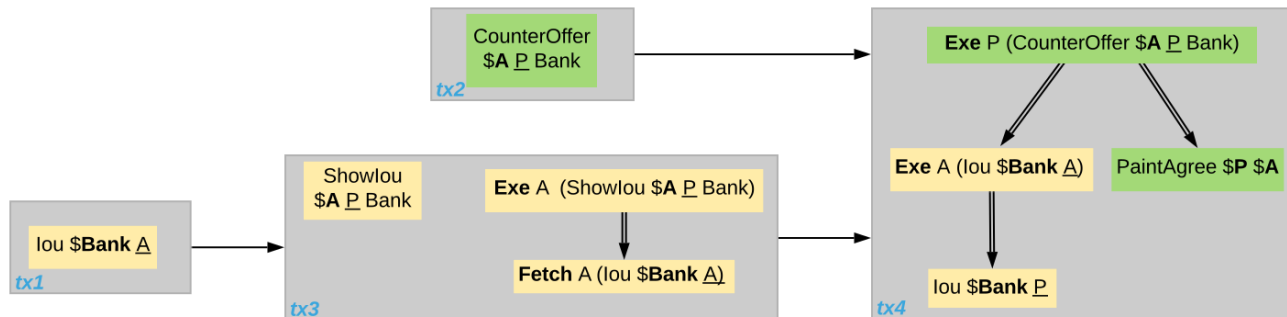 CounterOffer
$A P Bank
tx2
Exe P (CounterOffer $A P Bank)
Exe A (Iou $Bank A)
PaintAgree $P $A
Iou $Bank P
tx4
ShowIou
$A P Bank
Exe A (ShowIou $A P Bank)
Fetch A (Iou $Bank A)
tx3
Iou $Bank A
tx1